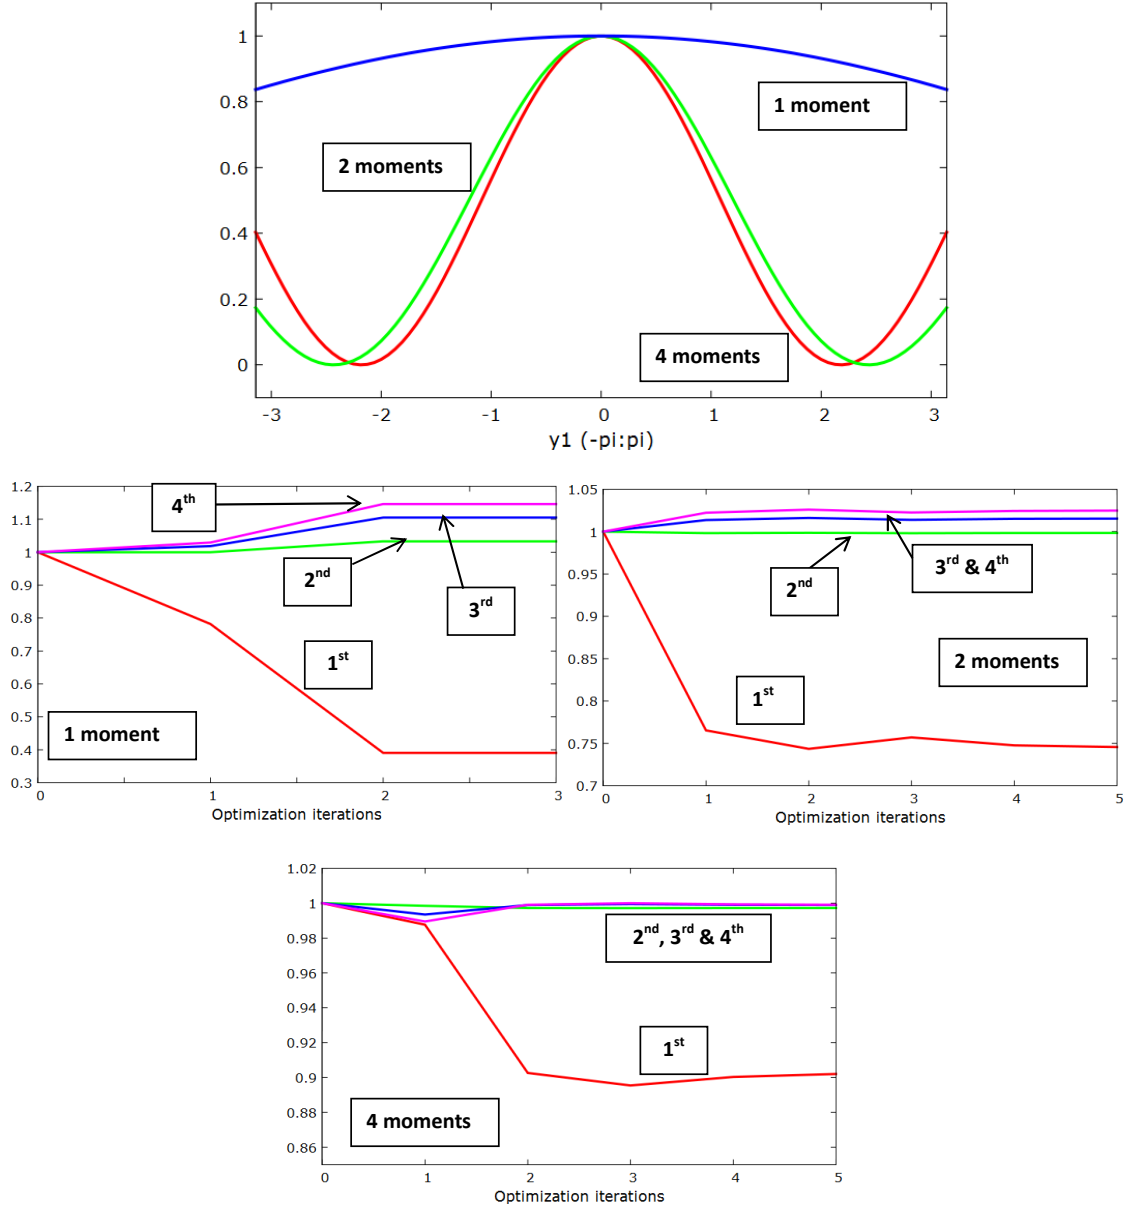 1
0.8
0.6
0.4
0.2
0
1 moment
2 moments
4 moments
-3 -2 -1 0 1 2 3
y1 (-pi:pi)
1.2
1.1
1
0.9
0.8
0.7
0.6
0.5
0.4
0.3
4th
2nd
3rd
1st
1 moment
0 1 2 3
Optimization iterations
1.05
1
0.95
0.9
0.85
0.8
0.75
0.7
3rd & 4th
2nd
2 moments
1st
0 1 2 3 4 5
Optimization iterations
1.02
1
0.98
0.96
0.94
0.92
0.9
0.88
0.86
2nd, 3rd & 4th
1st
4 moments
0 1 2 3 4 5
Optimization iterations